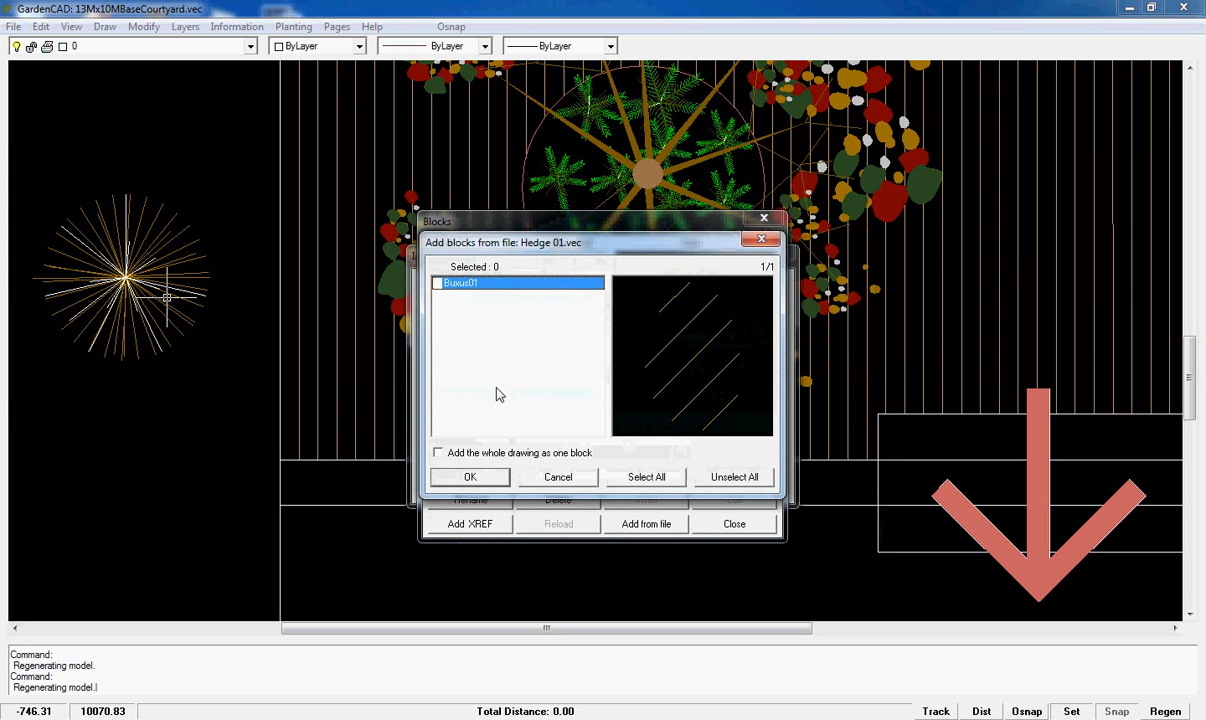 GardenCAD: 13Mx10MBaseCourtyard.vec
File Edit View Draw Modify Layers Information Planting Pages Help Osnap
0 ByLayer ByLayer ByLayer
Blocks
Add blocks from file: Hedge 01.vec
Selected : 0 1/1
Buxus01
Add the whole drawing as one block
OK Cancel Select All Unselect All
Rename Delete
Add XREF Reload Add from file Close
Command:
Regenerating model.
Command:
Regenerating model.
-746.31 10070.83 Total Distance: 0.00 Track Dist Osnap Set Snap Regen